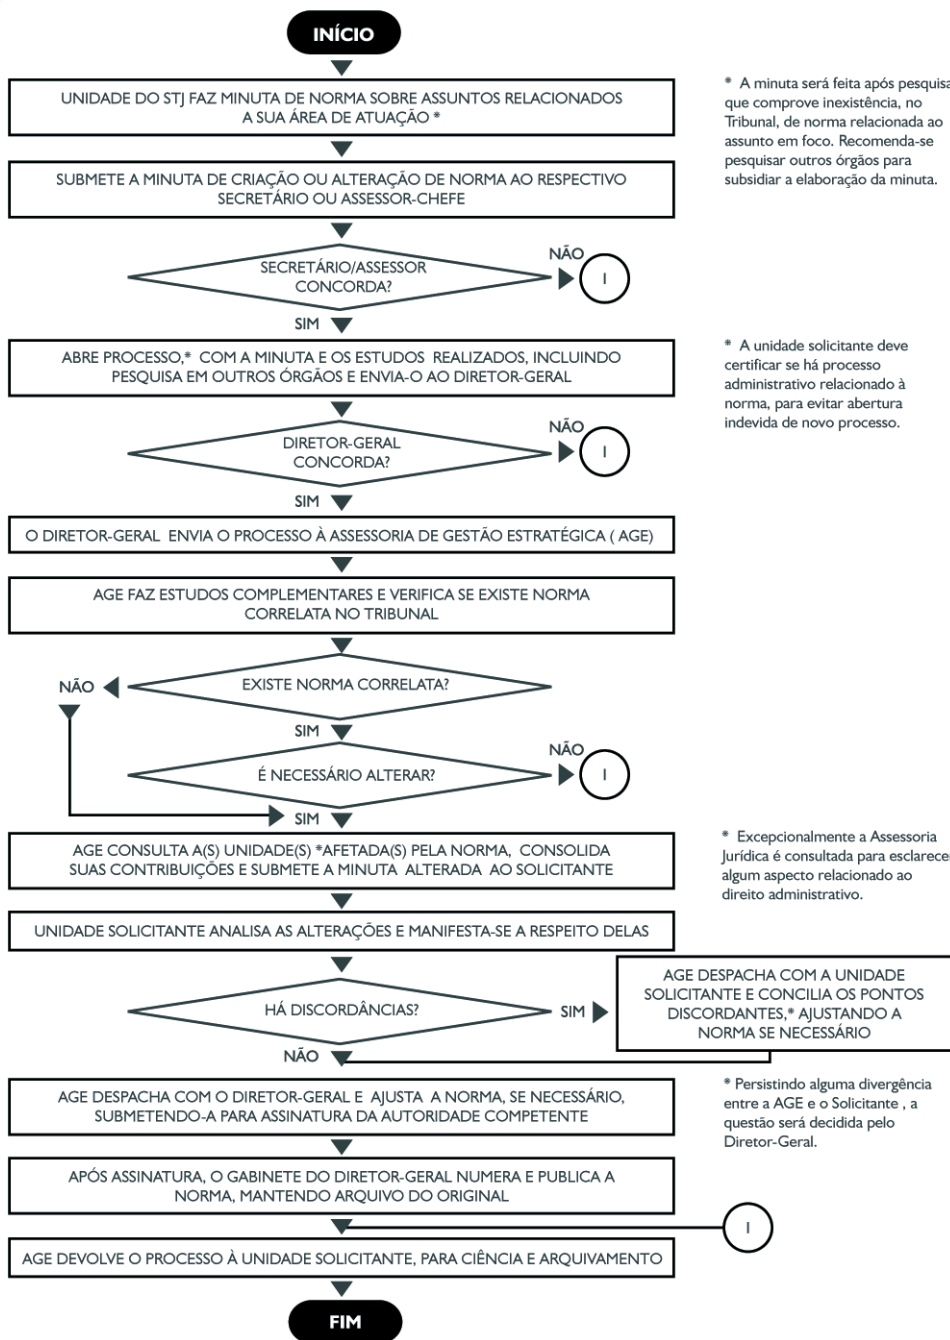 INÍCIO
UNIDADE DO STJ FAZ MINUTA DE NORMA SOBRE ASSUNTOS RELACIONADOS
A SUA ÁREA DE ATUAÇÃO *
* A minuta será feita após pesquisa
que comprove inexistência, no
Tribunal, de norma relacionada ao
assunto em foco. Recomenda-se
pesquisar outros órgãos para
subsidiar a elaboração da minuta.
SUBMETE A MINUTA DE CRIAÇÃO OU ALTERAÇÃO DE NORMA AO RESPECTIVO
SECRETÁRIO OU ASSESSOR-CHEFE
SECRETÁRIO/ASSESSOR
CONCORDA?
NÃO
I
SIM
ABRE PROCESSO,* COM A MINUTA E OS ESTUDOS REALIZADOS, INCLUINDO
PESQUISA EM OUTROS ÓRGÃOS E ENVIA-O AO DIRETOR-GERAL
* A unidade solicitante deve
certificar se há processo
administrativo relacionado à
norma, para evitar abertura
indevida de novo processo.
DIRETOR-GERAL
CONCORDA?
NÃO
I
SIM
O DIRETOR-GERAL ENVIA O PROCESSO À ASSESSORIA DE GESTÃO ESTRATÉGICA ( AGE)
AGE FAZ ESTUDOS COMPLEMENTARES E VERIFICA SE EXISTE NORMA
CORRELATA NO TRIBUNAL
EXISTE NORMA CORRELATA?
NÃO
SIM
É NECESSÁRIO ALTERAR?
NÃO
I
SIM
AGE CONSULTA A(S) UNIDADE(S) *AFETADA(S) PELA NORMA, CONSOLIDA
SUAS CONTRIBUIÇÕES E SUBMETE A MINUTA ALTERADA AO SOLICITANTE
* Excepcionalmente a Assessoria
Jurídica é consultada para esclarecer
algum aspecto relacionado ao
direito administrativo.
UNIDADE SOLICITANTE ANALISA AS ALTERAÇÕES E MANIFESTA-SE A RESPEITO DELAS
HÁ DISCORDÂNCIAS?
SIM
AGE DESPACHA COM A UNIDADE
SOLICITANTE E CONCILIA OS PONTOS
DISCORDANTES,* AJUSTANDO A
NORMA SE NECESSÁRIO
NÃO
AGE DESPACHA COM O DIRETOR-GERAL E AJUSTA A NORMA, SE NECESSÁRIO,
SUBMETENDO-A PARA ASSINATURA DA AUTORIDADE COMPETENTE
* Persistindo alguma divergência
entre a AGE e o Solicitante , a
questão será decidida pelo
Diretor-Geral.
APÓS ASSINATURA, O GABINETE DO DIRETOR-GERAL NUMERA E PUBLICA A
NORMA, MANTENDO ARQUIVO DO ORIGINAL
I
AGE DEVOLVE O PROCESSO À UNIDADE SOLICITANTE, PARA CIÊNCIA E ARQUIVAMENTO
FIM